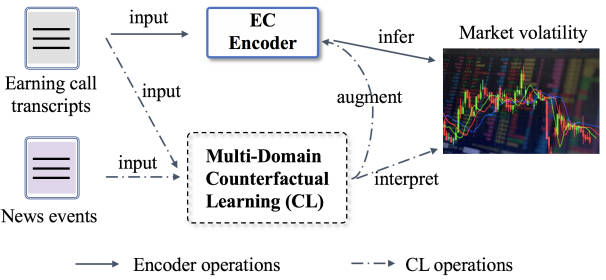 input
EC
Encoder
infer
Market volatility
Earning call
transcripts
input
augment
input
Multi-Domain
Counterfactual
Learning (CL)
interpret
News events
Encoder operations
CL operations